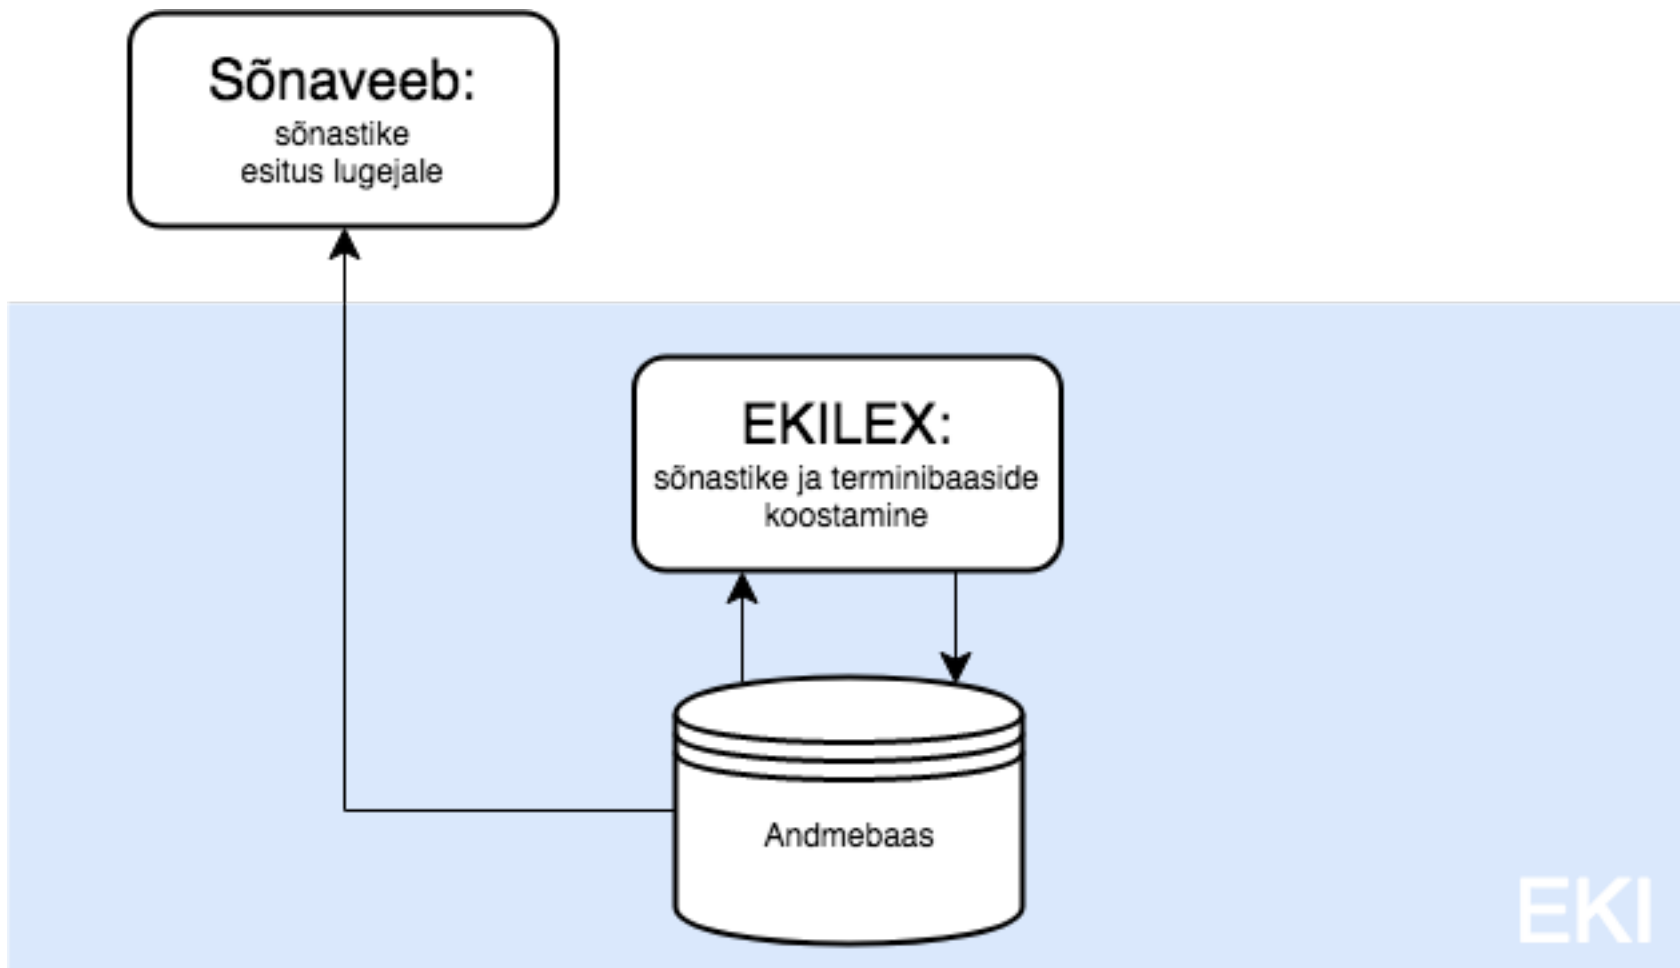 Sõnaveeb:
sõnastike
esitus lugejale
EKILEX:
sõnastike ja terminibaaside
koostamine
Andmebaas
EKI